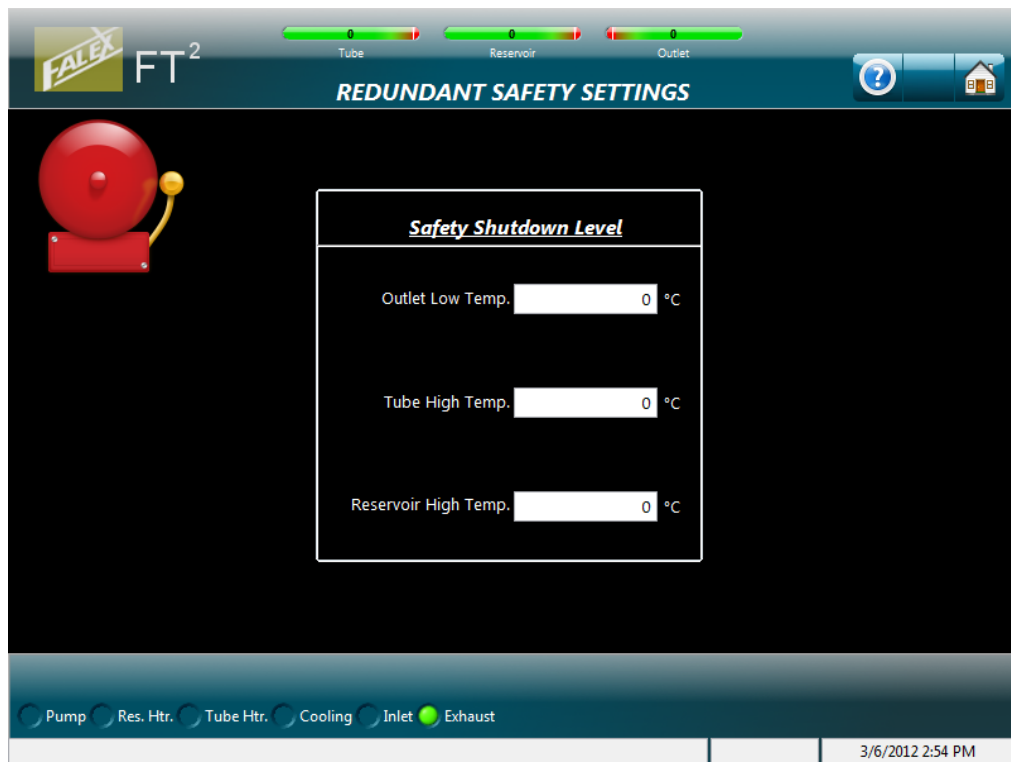 0 0 0
FALEX FT2 Tube Reservoir Outlet
REDUNDANT SAFETY SETTINGS
?
Safety Shutdown Level
Outlet Low Temp. 0 °C
Tube High Temp. 0 °C
Reservoir High Temp. 0 °C
Pump Res. Htr. Tube Htr. Cooling Inlet Exhaust
3/6/2012 2:54 PM